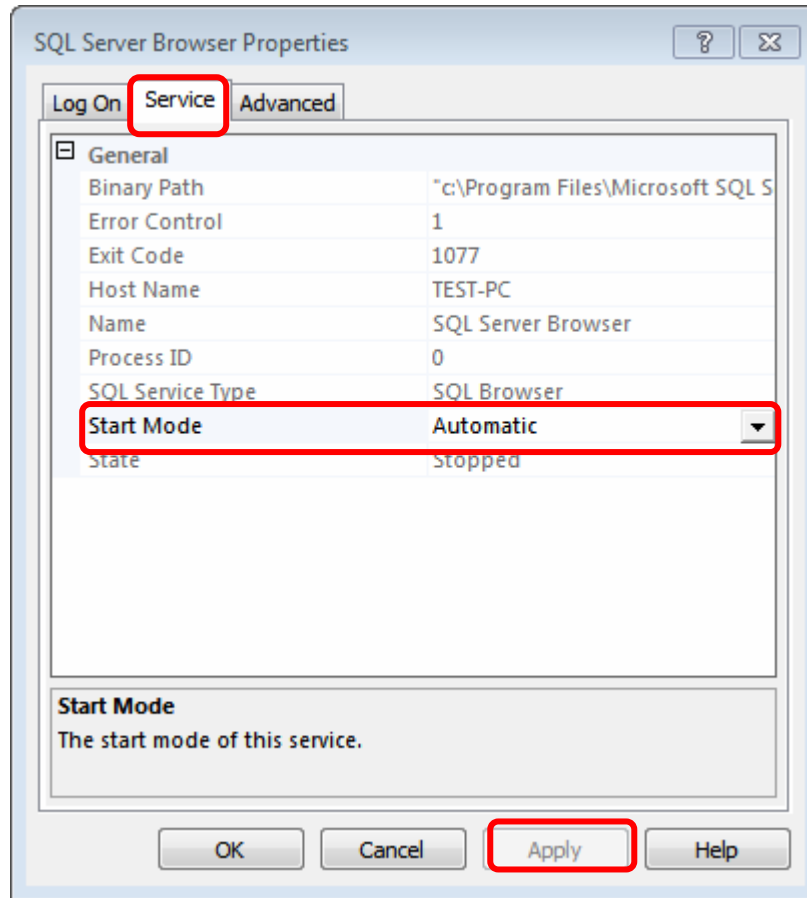 SQL Server Browser Properties
Log On Service Advanced
General
Binary Path "c:\Program Files\Microsoft SQL S
Error Control 1
Exit Code 1077
Host Name TEST-PC
Name SQL Server Browser
Process ID 0
SQL Service Type SQL Browser
Start Mode Automatic
State Stopped
Start Mode
The start mode of this service.
OK Cancel Apply Help